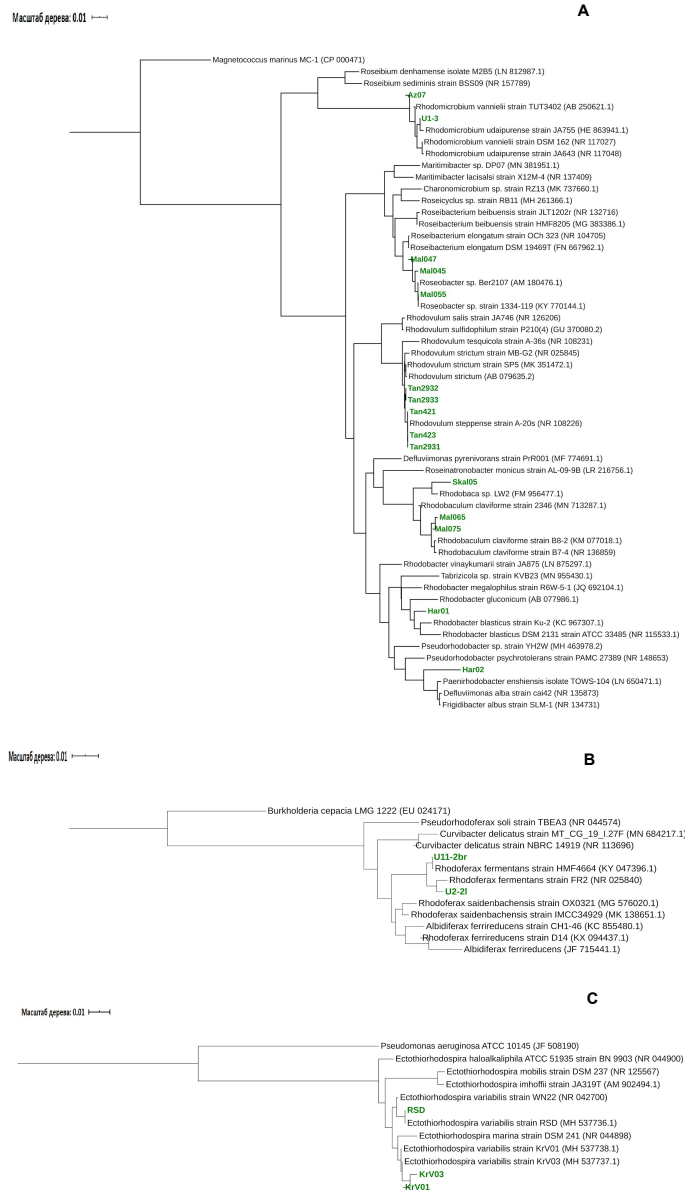 Масштаб дерева: 0.01
A
Magnetococcus marinus MC-1 (CP 000471)
Roseibium denhamense isolate M2B5 (LN 812987.1)
Roseibium sediminis strain BSS09 (NR 157789)
Az07
Rhodomicrobium vannielii strain TUT3402 (AB 250621.1)
U1-3
Rhodomicrobium udaipurense strain JA755 (HE 863941.1)
Rhodomicrobium vannielii strain DSM 162 (NR 117027)
Rhodomicrobium udaipurense strain JA643 (NR 117048)
Maritimibacter sp. DP07 (MN 381951.1)
Maritimibacter lacisalsi strain X12M-4 (NR 137409)
Charonomicrobium sp. strain RZ13 (MK 737660.1)
Roseicyclus sp. strain RB11 (MH 261366.1)
Roseibacterium beibuensis strain JLT1202r (NR 132716)
Roseibacterium beibuensis strain HMF8205 (MG 383386.1)
Roseibacterium elongatum strain OCh 323 (NR 104705)
Roseibacterium elongatum DSM 19469T (FN 667962.1)
Mal047
Mal045
Roseobacter sp. Ber2107 (AM 180476.1)
Mal055
Roseobacter sp. strain 1334-119 (KY 770144.1)
Rhodovulum salis strain JA746 (NR 126206)
Rhodovulum sulfidophilum strain P210(4) (GU 370080.2)
Rhodovulum tesquicola strain A-36s (NR 108231)
Rhodovulum strictum strain MB-G2 (NR 025845)
Rhodovulum strictum strain SP5 (MK 351472.1)
Rhodovulum strictum (AB 079635.2)
Tan2932
Tan2933
Tan421
Rhodovulum steppense strain A-20s (NR 108226)
Tan423
Tan2931
Defluviimonas pyrenivorans strain PrR001 (MF 774691.1)
Roseinatronobacter monicus strain AL-09-9B (LR 216756.1)
Skal05
Rhodobaca sp. LW2 (FM 956477.1)
Rhodobaculum claviforme strain 2346 (MN 713287.1)
Mal065
Mal075
Rhodobaculum claviforme strain B8-2 (KM 077018.1)
Rhodobaculum claviforme strain B7-4 (NR 136859)
Rhodobacter vinaykumarii strain JA875 (LN 875297.1)
Tabrizicola sp. strain KVB23 (MN 955430.1)
Rhodobacter megalophilus strain R6W-5-1 (JQ 692104.1)
Rhodobacter gluconicum (AB 077986.1)
Har01
Rhodobacter blasticus strain Ku-2 (KC 967307.1)
Rhodobacter blasticus DSM 2131 strain ATCC 33485 (NR 115533.1)
Pseudorhodobacter sp. strain YH2W (MH 463978.2)
Pseudorhodobacter psychrotolerans strain PAMC 27389 (NR 148653)
Har02
Paenirhodobacter enshiensis isolate TOWS-104 (LN 650471.1)
Defluviimonas alba strain cai42 (NR 135873)
Frigidibacter albus strain SLM-1 (NR 134731)
Масштаб дерева: 0.01
B
Burkholderia cepacia LMG 1222 (EU 024171)
Pseudorhodoferax soli strain TBEA3 (NR 044574)
Curvibacter delicatus strain MT_CG_19_I.27F (MN 684217.1)
Curvibacter delicatus strain NBRC 14919 (NR 113696)
U11-2br
Rhodoferax fermentans strain HMF4664 (KY 047396.1)
Rhodoferax fermentans strain FR2 (NR 025840)
U2-2l
Rhodoferax saidenbachensis strain OX0321 (MG 576020.1)
Rhodoferax saidenbachensis strain IMCC34929 (MK 138651.1)
Albidiferax ferrireducens strain CH1-46 (KC 855480.1)
Rhodoferax ferrireducens strain D14 (KX 094437.1)
Albidiferax ferrireducens (JF 715441.1)
Масштаб дерева: 0.01
C
Pseudomonas aeruginosa ATCC 10145 (JF 508190)
Ectothiorhodospira haloalkaliphila ATCC 51935 strain BN 9903 (NR 044900)
Ectothiorhodospira mobilis strain DSM 237 (NR 125567)
Ectothiorhodospira imhoffii strain JA319T (AM 902494.1)
Ectothiorhodospira variabilis strain WN22 (NR 042700)
RSD
Ectothiorhodospira variabilis strain RSD (MH 537736.1)
Ectothiorhodospira marina strain DSM 241 (NR 044898)
Ectothiorhodospira variabilis strain KrV01 (MH 537738.1)
Ectothiorhodospira variabilis strain KrV03 (MH 537737.1)
KrV03
KrV01